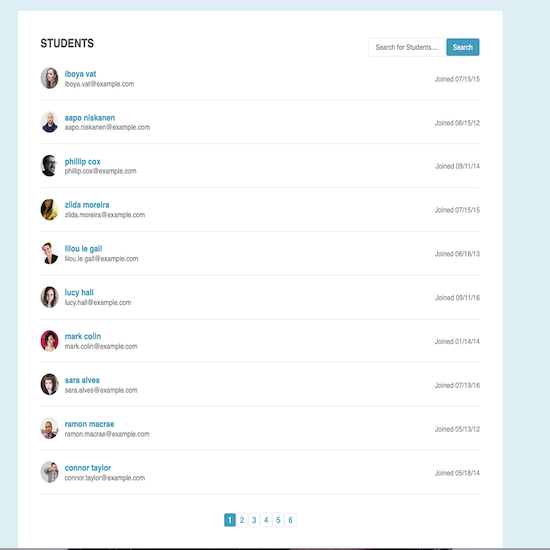 STUDENTS
Search for Students.... Search
iboya vat
iboya.vat@example.com
Joined 07/15/15
aapo niskanen
aapo.niskanen@example.com
Joined 06/15/12
phillip cox
phillip.cox@example.com
Joined 09/11/14
zilda moreira
zilda.moreira@example.com
Joined 07/15/15
lilou le gall
lilou.le gall@example.com
Joined 06/16/13
lucy hall
lucy.hall@example.com
Joined 09/11/16
mark colin
mark.colin@example.com
Joined 01/14/14
sara alves
sara.alves@example.com
Joined 07/19/16
ramon macrae
ramon.macrae@example.com
Joined 05/13/12
connor taylor
connor.taylor@example.com
Joined 05/18/14
1 2 3 4 5 6